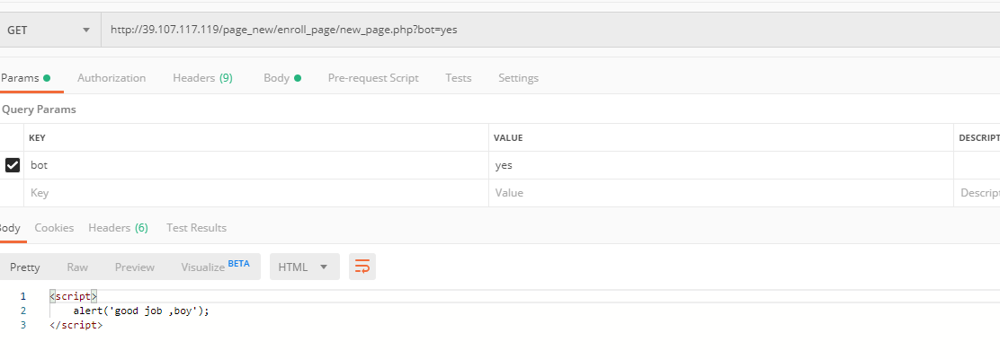 GET http://39.107.117.119/page_new/enroll_page/new_page.php?bot=yes
Params Authorization Headers (9) Body Pre-request Script Tests Settings
Query Params
KEY VALUE DESCRIPT
bot yes
Key Value Descript
Body Cookies Headers (6) Test Results
Pretty Raw Preview Visualize BETA HTML
1 <script>
2 alert('good job ,boy');
3 </script>